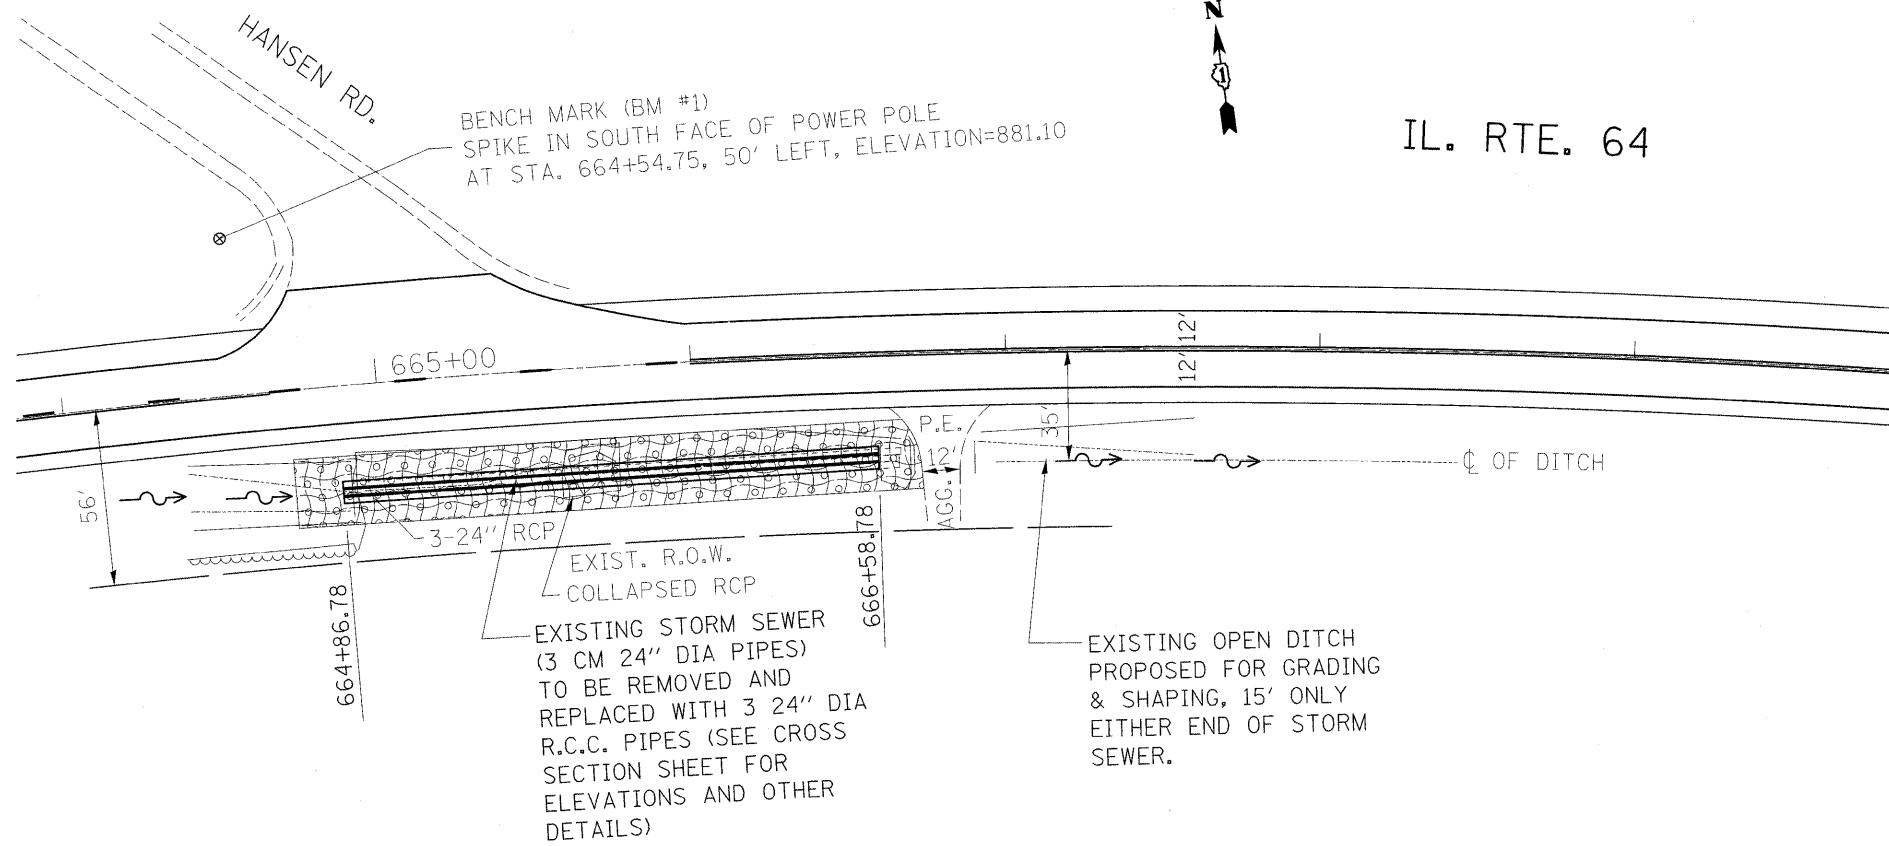 N
1
HANSEN RD.
BENCH MARK (BM #1)
SPIKE IN SOUTH FACE OF POWER POLE
AT STA. 664+54.75, 50' LEFT, ELEVATION=881.10
IL. RTE. 64
665+00
12' 12'
35'
56'
P.E.
12'
AGG.
℄ OF DITCH
3-24" RCP
EXIST. R.O.W.
COLLAPSED RCP
664+86.78
666+58.78
EXISTING STORM SEWER
(3 CM 24" DIA PIPES)
TO BE REMOVED AND
REPLACED WITH 3 24" DIA
R.C.C. PIPES (SEE CROSS
SECTION SHEET FOR
ELEVATIONS AND OTHER
DETAILS)
EXISTING OPEN DITCH
PROPOSED FOR GRADING
& SHAPING, 15' ONLY
EITHER END OF STORM
SEWER.